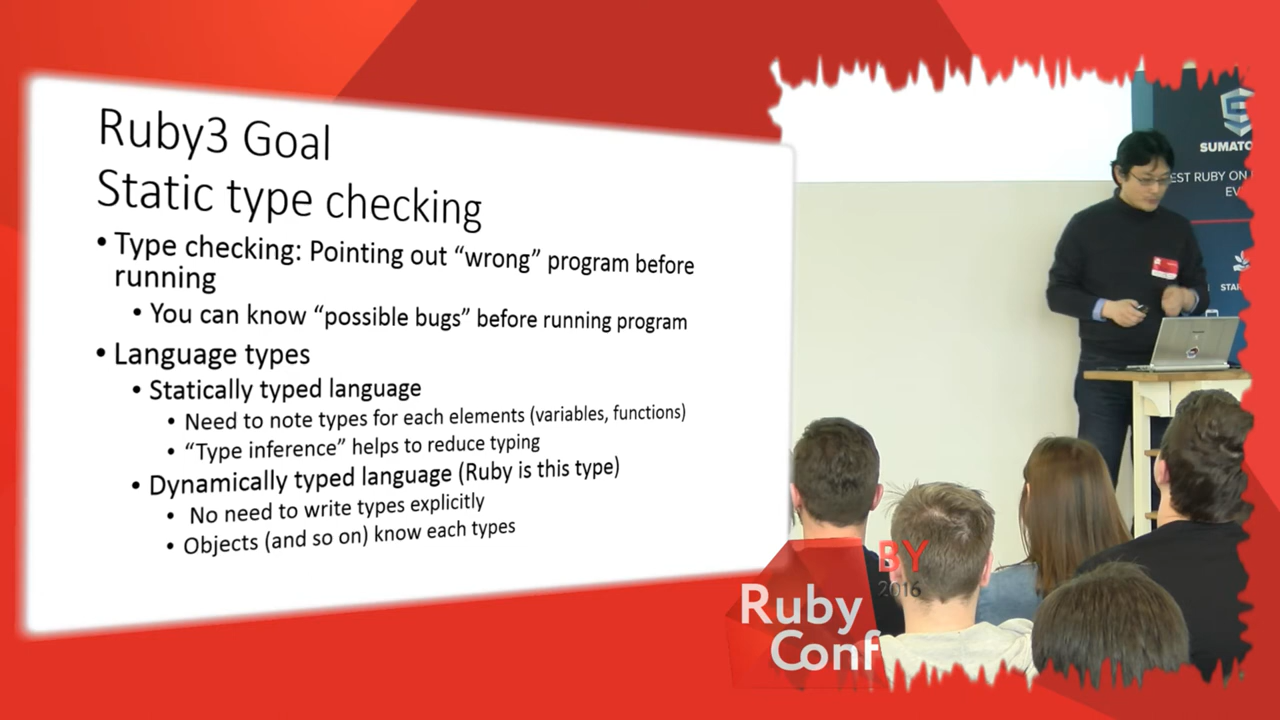 Ruby3 Goal
Static type checking
• Type checking: Pointing out “wrong” program before
running
• You can know “possible bugs” before running program
• Language types
• Statically typed language
• Need to note types for each elements (variables, functions)
• “Type inference” helps to reduce typing
• Dynamically typed language (Ruby is this type)
• No need to write types explicitly
• Objects (and so on) know each types
SUMATO
EST RUBY ON
EV
STAR
BY
2016
Ruby
Conf